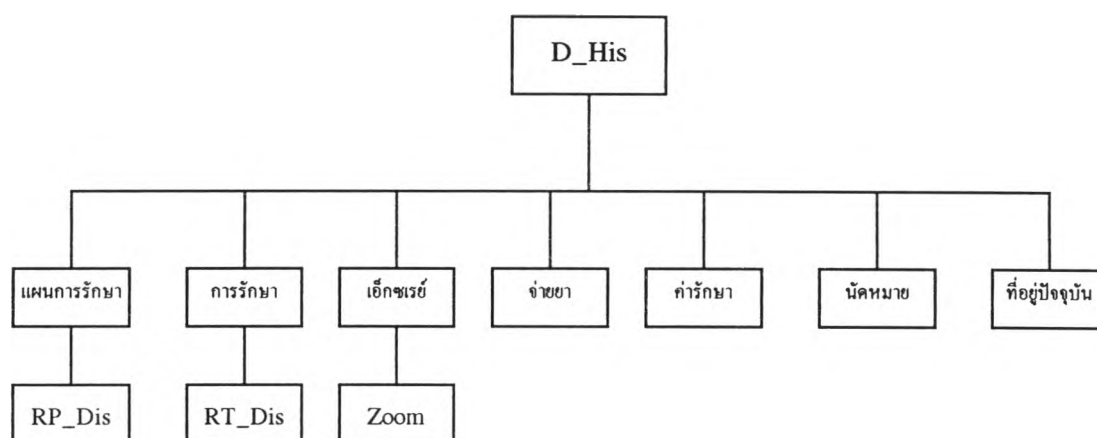 D_His
แผนการรักษา
การรักษา
เอ็กซเรย์
จ่ายยา
ค่ารักษา
นัดหมาย
ที่อยู่ปัจจุบัน
RP_Dis
RT_Dis
Zoom